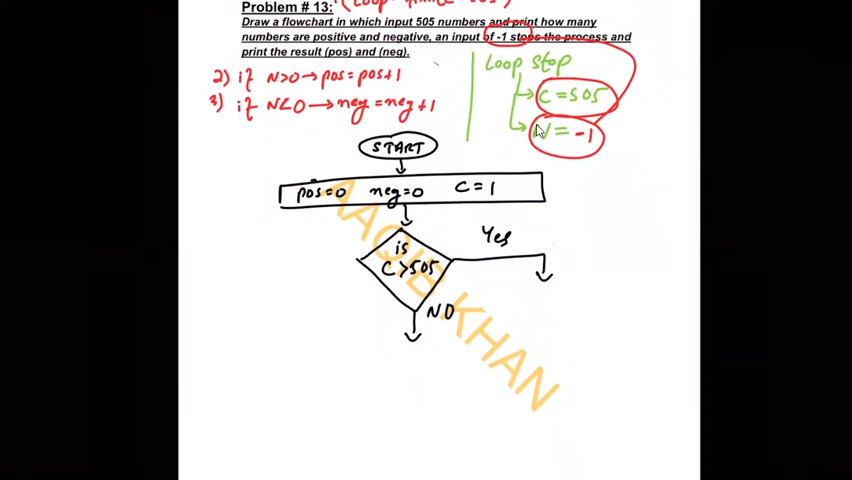 Problem # 13:
Draw a flowchart in which input 505 numbers and print how many
numbers are positive and negative, an input of -1 stops the process and
print the result (pos) and (neg).
2) if N>0 → pos=pos+1
3) if N<0 → neg=neg+1
Loop stop
C=505
N = -1
START
pos=0 neg=0 C=1
is
C>505
Yes
NO
AAQIB KHAN